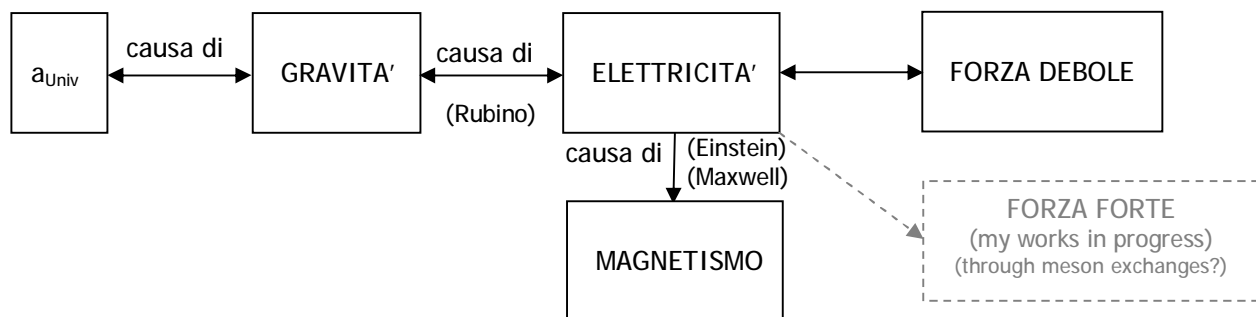 causa di
causa di
a_Univ
GRAVITA’
ELETTRICITA’
FORZA DEBOLE
(Rubino)
causa di
(Einstein)
(Maxwell)
FORZA FORTE
(my works in progress)
(through meson exchanges?)
MAGNETISMO